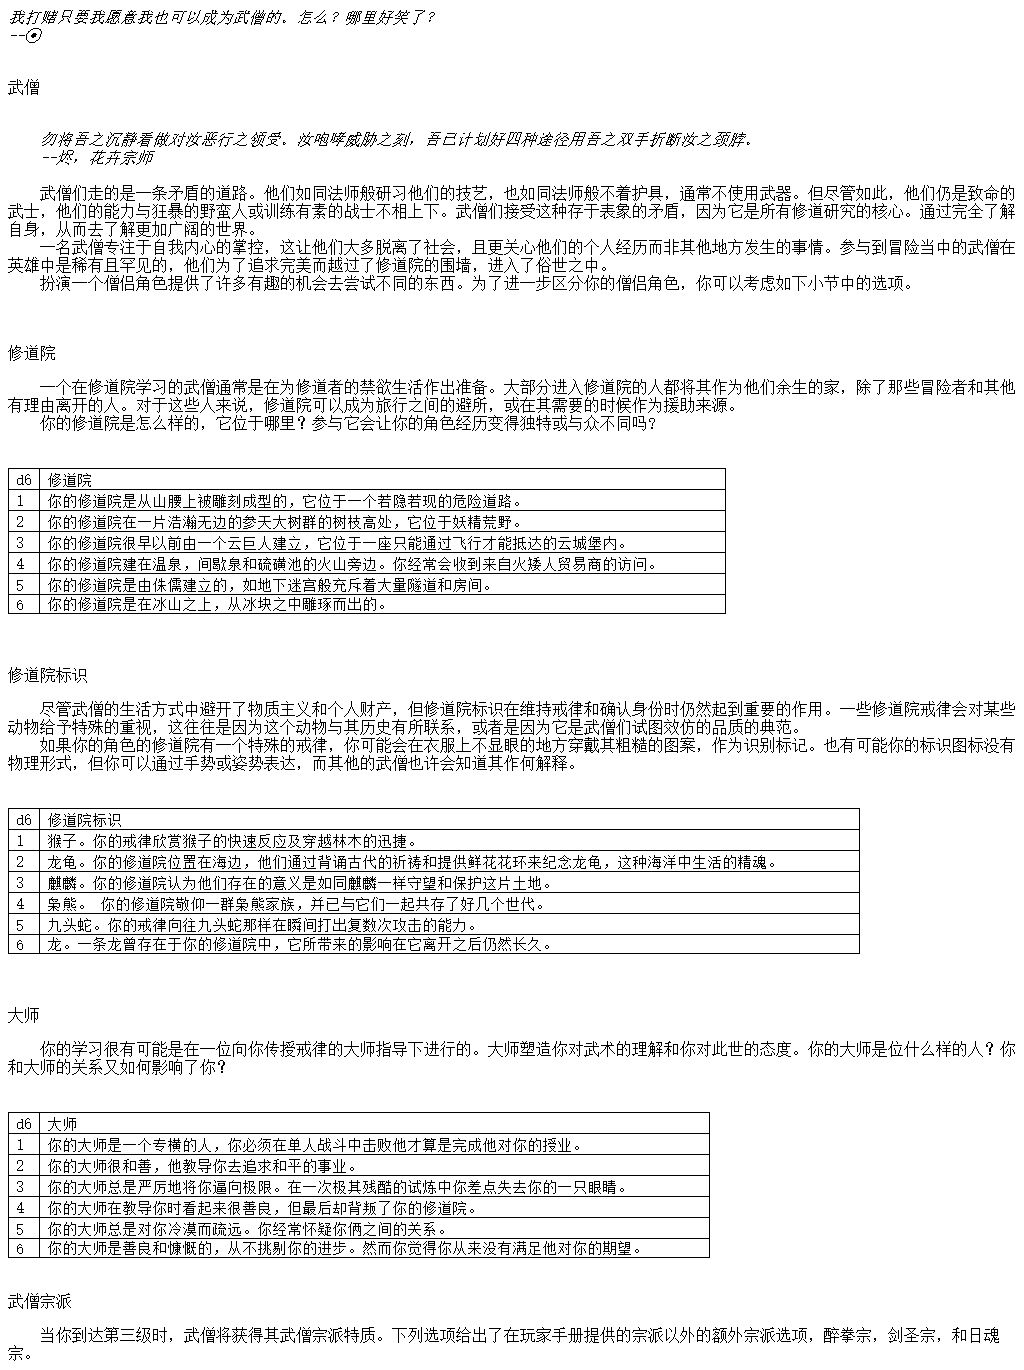 我打赌只要我愿意我也可以成为武僧的。怎么？哪里好笑了？
--⊙
武僧
勿将吾之沉静看做对汝恶行之领受。汝咆哮威胁之刻，吾已计划好四种途径用吾之双手折断汝之颈脖。
--烬，花卉宗师
武僧们走的是一条矛盾的道路。他们如同法师般研习他们的技艺，也如同法师般不着护具，通常不使用武器。但尽管如此，他们仍是致命的
武士，他们的能力与狂暴的野蛮人或训练有素的战士不相上下。武僧们接受这种存于表象的矛盾，因为它是所有修道研究的核心。通过完全了解
自身，从而去了解更加广阔的世界。
一名武僧专注于自我内心的掌控，这让他们大多脱离了社会，且更关心他们的个人经历而非其他地方发生的事情。参与到冒险当中的武僧在
英雄中是稀有且罕见的，他们为了追求完美而越过了修道院的围墙，进入了俗世之中。
扮演一个僧侣角色提供了许多有趣的机会去尝试不同的东西。为了进一步区分你的僧侣角色，你可以考虑如下小节中的选项。
修道院
一个在修道院学习的武僧通常是在为修道者的禁欲生活作出准备。大部分进入修道院的人都将其作为他们余生的家，除了那些冒险者和其他
有理由离开的人。对于这些人来说，修道院可以成为旅行之间的避所，或在其需要的时候作为援助来源。
你的修道院是怎么样的，它位于哪里？参与它会让你的角色经历变得独特或与众不同吗？
d6 修道院
1 你的修道院是从山腰上被雕刻成型的，它位于一个若隐若现的危险道路。
2 你的修道院在一片浩瀚无边的参天大树群的树枝高处，它位于妖精荒野。
3 你的修道院很早以前由一个云巨人建立，它位于一座只能通过飞行才能抵达的云城堡内。
4 你的修道院建在温泉，间歇泉和硫磺池的火山旁边。你经常会收到来自火矮人贸易商的访问。
5 你的修道院是由侏儒建立的，如地下迷宫般充斥着大量隧道和房间。
6 你的修道院是在冰山之上，从冰块之中雕琢而出的。
修道院标识
尽管武僧的生活方式中避开了物质主义和个人财产，但修道院标识在维持戒律和确认身份时仍然起到重要的作用。一些修道院戒律会对某些
动物给予特殊的重视，这往往是因为这个动物与其历史有所联系，或者是因为它是武僧们试图效仿的品质的典范。
如果你的角色的修道院有一个特殊的戒律，你可能会在衣服上不显眼的地方穿戴其粗糙的图案，作为识别标记。也有可能你的标识图标没有
物理形式，但你可以通过手势或姿势表达，而其他的武僧也许会知道其作何解释。
d6 修道院标识
1 猴子。你的戒律欣赏猴子的快速反应及穿越林木的迅捷。
2 龙龟。你的修道院位置在海边，他们通过背诵古代的祈祷和提供鲜花花环来纪念龙龟，这种海洋中生活的精魂。
3 麒麟。你的修道院认为他们存在的意义是如同麒麟一样守望和保护这片土地。
4 枭熊。 你的修道院敬仰一群枭熊家族，并已与它们一起共存了好几个世代。
5 九头蛇。你的戒律向往九头蛇那样在瞬间打出复数次攻击的能力。
6 龙。一条龙曾存在于你的修道院中，它所带来的影响在它离开之后仍然长久。
大师
你的学习很有可能是在一位向你传授戒律的大师指导下进行的。大师塑造你对武术的理解和你对此世的态度。你的大师是位什么样的人？你
和大师的关系又如何影响了你？
d6 大师
1 你的大师是一个专横的人，你必须在单人战斗中击败他才算是完成他对你的授业。
2 你的大师很和善，他教导你去追求和平的事业。
3 你的大师总是严厉地将你逼向极限。在一次极其残酷的试炼中你差点失去你的一只眼睛。
4 你的大师在教导你时看起来很善良，但最后却背叛了你的修道院。
5 你的大师总是对你冷漠而疏远。你经常怀疑你俩之间的关系。
6 你的大师是善良和慷慨的，从不挑剔你的进步。然而你觉得你从来没有满足他对你的期望。
武僧宗派
当你到达第三级时，武僧将获得其武僧宗派特质。下列选项给出了在玩家手册提供的宗派以外的额外宗派选项，醉拳宗，剑圣宗，和日魂
宗。